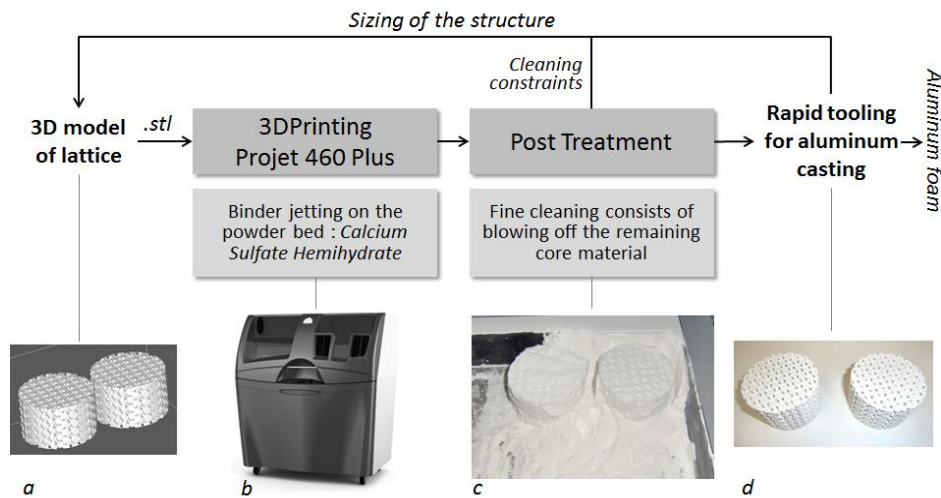 Sizing of the structure
Cleaning
constraints
3D model
of lattice
.stl
3DPrinting
Projet 460 Plus
Post Treatment
Rapid tooling
for aluminum
casting
Aluminum foam
Binder jetting on the
powder bed : Calcium
Sulfate Hemihydrate
Fine cleaning consists of
blowing off the remaining
core material
a
b
c
d